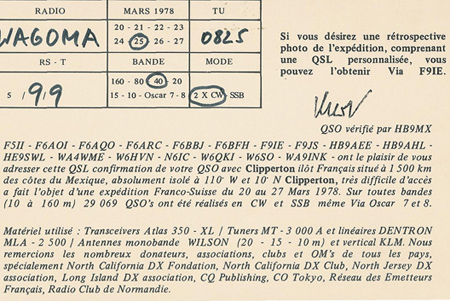 RADIO MARS 1978 TU
WAGOMA 20 - 21 - 22 - 23 -
24 - 25 - 26 - 27 0825
RS - T BANDE MODE
5 / 9 / 9 160 - 80 - 40 - 20
15 - 10 - Oscar 7 - 8 2 X CW - SSB
Si vous désirez une rétrospective
photo de l'expédition, comprenant
une QSL personnalisée, vous
pouvez l'obtenir Via F9IE.
QSO vérifié par HB9MX
F5II - F6AOI - F6AQO - F6ARC - F6BBJ - F6BFH - F9IE - F9JS - HB9AEE - HB9AHL -
HE9SWL - WA4WME - W6HVN - N6IC - W6QKI - W6SO - WA9INK - ont le plaisir de vous
adresser cette QSL confirmation de votre QSO avec Clipperton îlôt Français situé à 1 500 km
des côtes du Mexique, absolument isolé à 110° W et 10° N Clipperton, très difficile d'accès
a fait l'objet d'une expédition Franco-Suisse du 20 au 27 Mars 1978. Sur toutes bandes
(10 à 160 m) 29 069 QSO's ont été réalisés en CW et SSB même Via Oscar 7 et 8.
Matériel utilisé : Transceivers Atlas 350 - XL / Tuners MT - 3 000 A et linéaires DENTRON
MLA - 2 500 / Antennes monobande WILSON (20 - 15 - 10 m) et vertical KLM. Nous
remercions les nombreux donateurs, associations, clubs et OM's de tous les pays,
spécialement North California DX Fondation, North California DX Club, North Jersey DX
association, Long Island DX association, CQ Publishing, CO Tokyo, Réseau des Emetteurs
Français, Radio Club de Normandie.